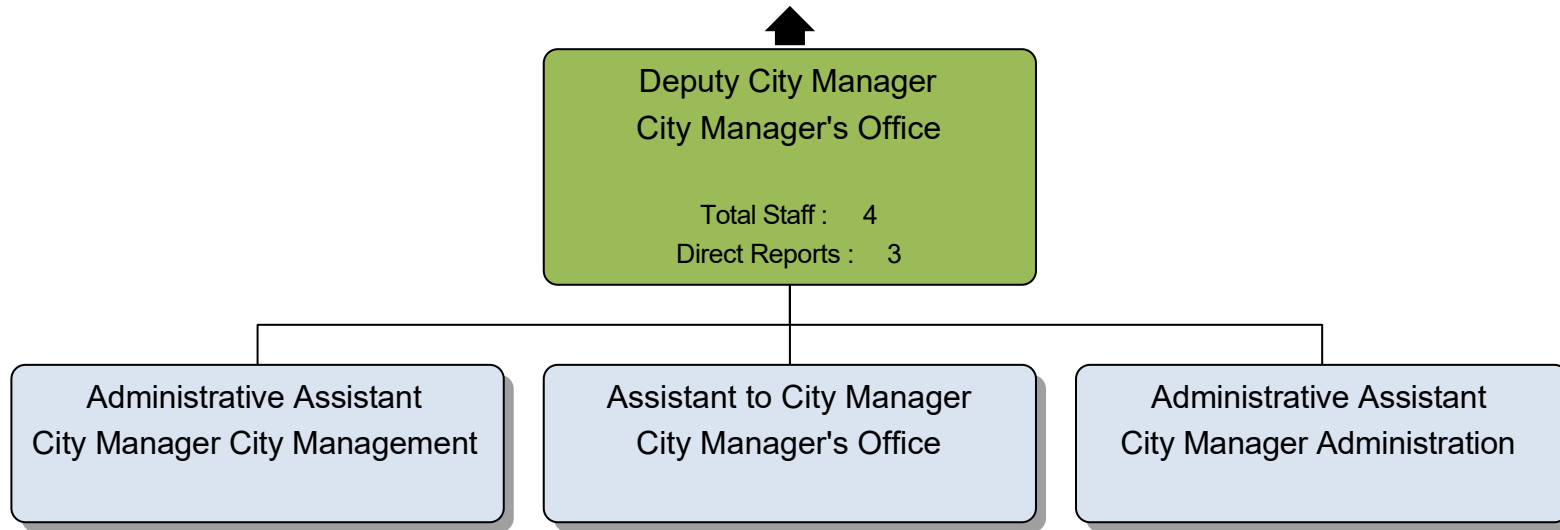 Deputy City Manager
City Manager's Office
Total Staff : 4
Direct Reports : 3
Administrative Assistant
City Manager City Management
Assistant to City Manager
City Manager's Office
Administrative Assistant
City Manager Administration